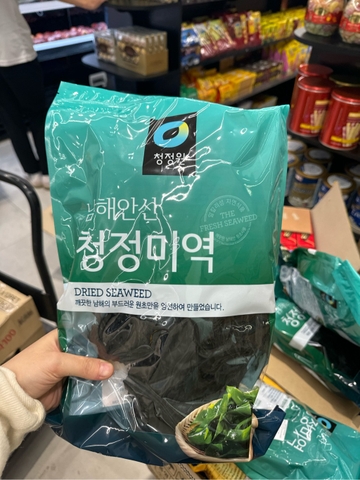 청정원
남해안산
청정미역
THE
FRESH SEAWEED
DRIED SEAWEED
깨끗한 남해의 부드러운 원초만을 엄선하여 만들었습니다.
청정